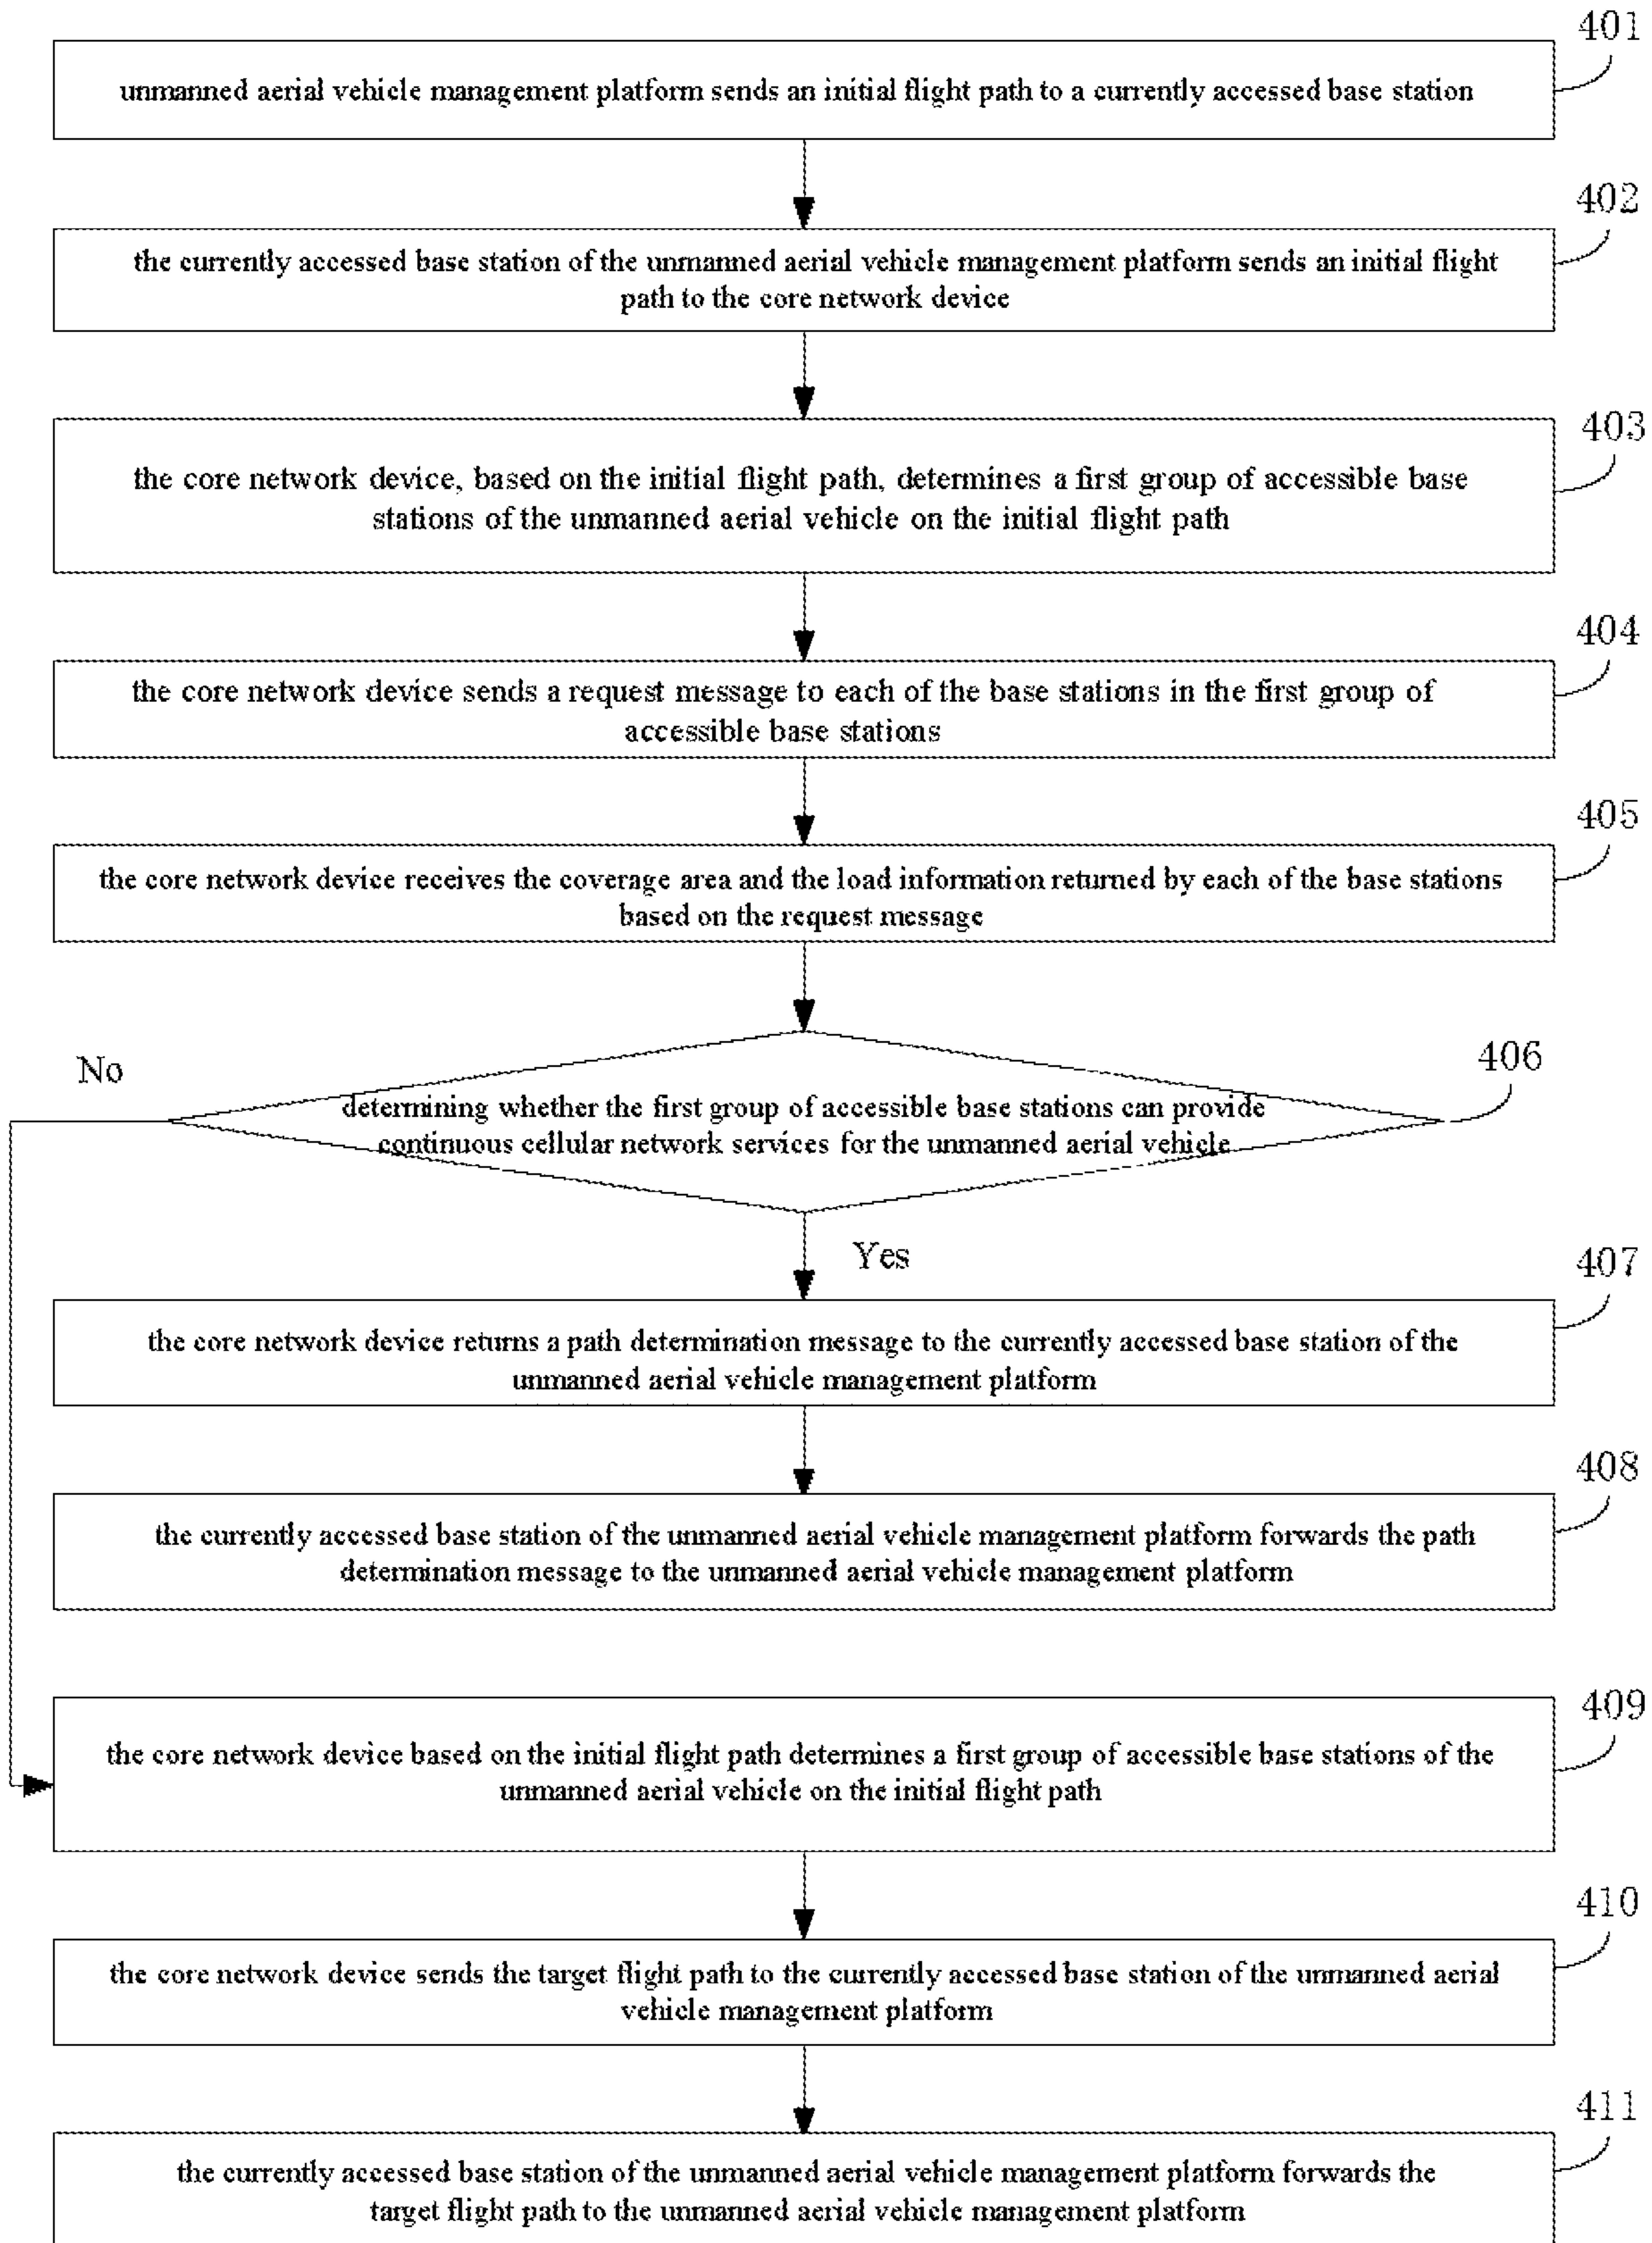 401
unmanned aerial vehicle management platform sends an initial flight path to a currently accessed base station
402
the currently accessed base station of the unmanned aerial vehicle management platform sends an initial flight
path to the core network device
403
the core network device, based on the initial flight path, determines a first group of accessible base
stations of the unmanned aerial vehicle on the initial flight path
404
the core network device sends a request message to each of the base stations in the first group of
accessible base stations
405
the core network device receives the coverage area and the load information returned by each of the base stations
based on the request message
No
406
determining whether the first group of accessible base stations can provide
continuous cellular network services for the unmanned aerial vehicle
Yes
407
the core network device returns a path determination message to the currently accessed base station of the
unmanned aerial vehicle management platform
408
the currently accessed base station of the unmanned aerial vehicle management platform forwards the path
determination message to the unmanned aerial vehicle management platform
409
the core network device based on the initial flight path determines a first group of accessible base stations of the
unmanned aerial vehicle on the initial flight path
410
the core network device sends the target flight path to the currently accessed base station of the unmanned aerial
vehicle management platform
411
the currently accessed base station of the unmanned aerial vehicle management platform forwards the
target flight path to the unmanned aerial vehicle management platform